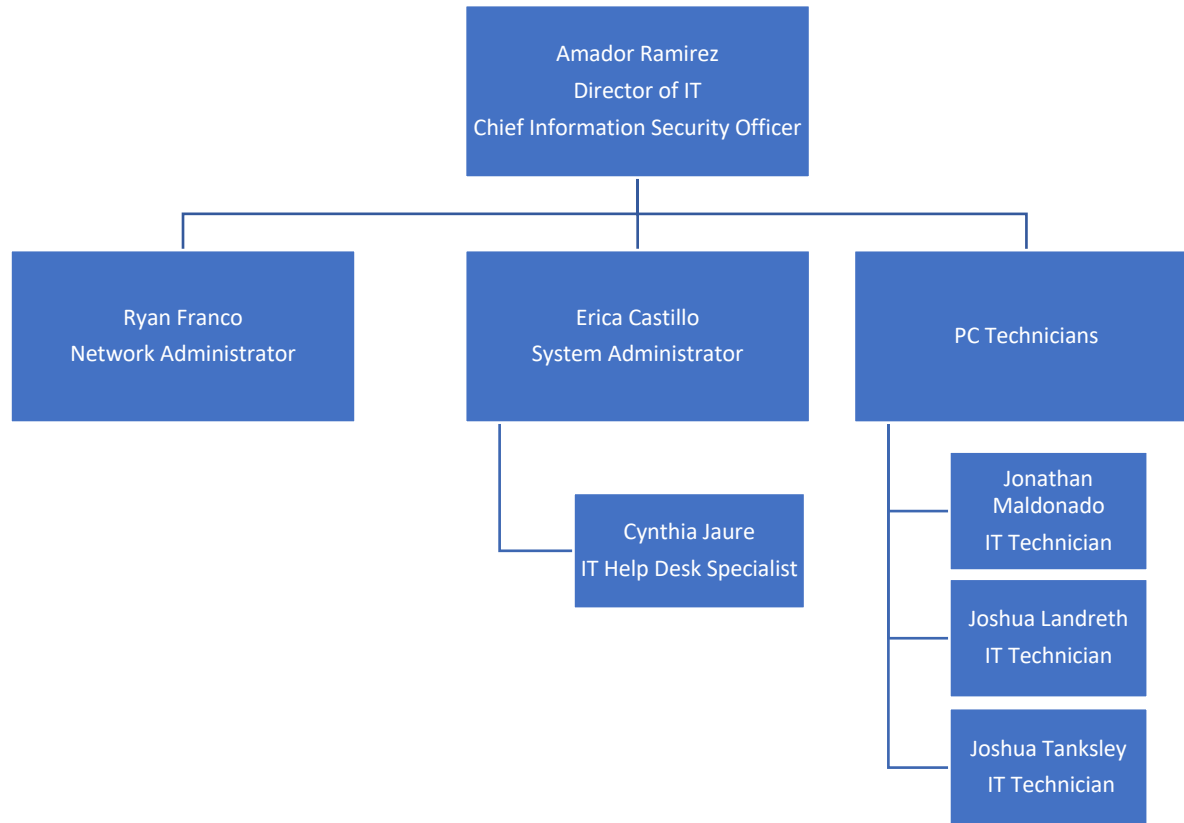 Amador Ramirez
Director of IT
Chief Information Security Officer
Ryan Franco
Network Administrator
Erica Castillo
System Administrator
PC Technicians
Cynthia Jaure
IT Help Desk Specialist
Jonathan
Maldonado
IT Technician
Joshua Landreth
IT Technician
Joshua Tanksley
IT Technician